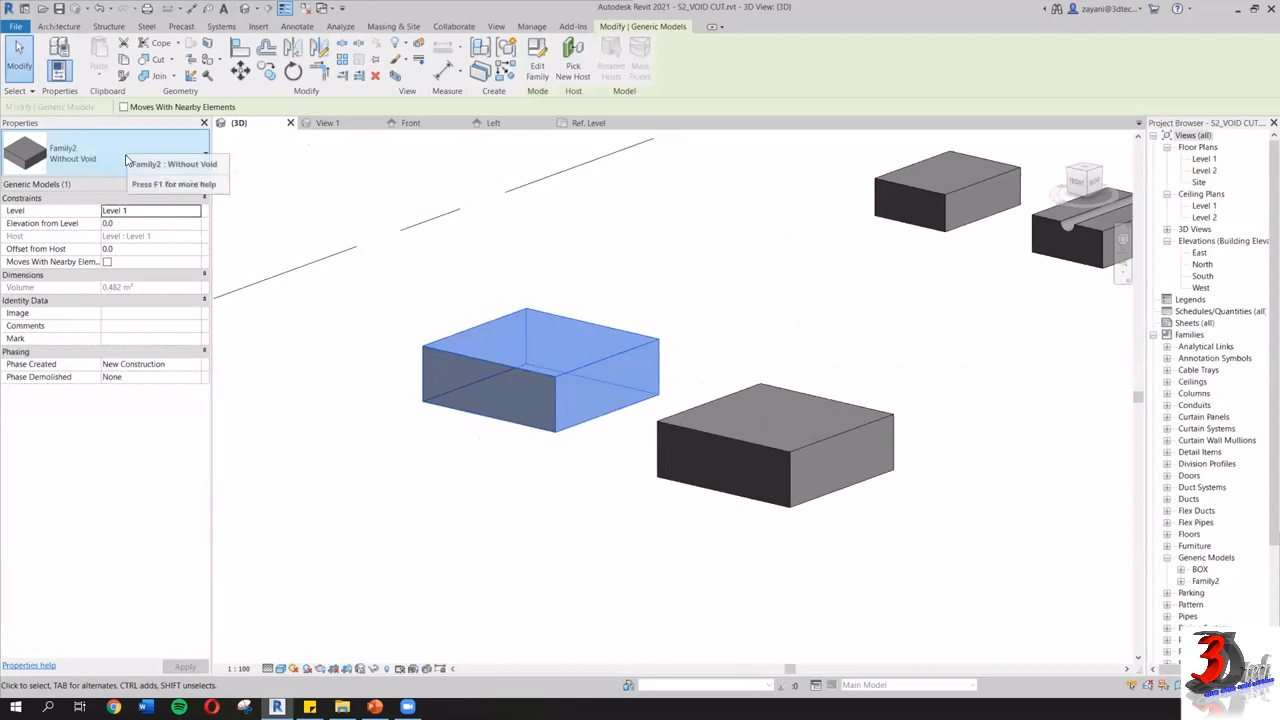 Autodesk Revit 2021 - S2_VOID CUT.rvt - 3D View: {3D}
zayani@3dtec...
File Architecture Structure Steel Precast Systems Insert Annotate Analyze Massing & Site Collaborate View Manage Add-Ins Modify | Generic Models
Modify
Paste
Cope
Cut
Join
Edit Family
Pick New Host
Related Hosts
Mass Floors
Select Properties Clipboard Geometry Modify View Measure Create Mode Host Model
Modify | Generic Models
Moves With Nearby Elements
Properties
{3D}
View 1
Front
Left
Ref. Level
Family2
Without Void
Family2 : Without Void
Press F1 for more help
Generic Models (1)
Constraints
Level Level 1
Elevation from Level 0.0
Host Level : Level 1
Offset from Host 0.0
Moves With Nearby Elem...
Dimensions
Volume 0.482 m³
Identity Data
Image
Comments
Mark
Phasing
Phase Created New Construction
Phase Demolished None
Properties help
Apply
FRONT
Project Browser - S2_VOID CUT.rvt
Views (all)
Floor Plans
Level 1
Level 2
Site
Ceiling Plans
Level 1
Level 2
3D Views
Elevations (Building Eleva
East
North
South
West
Legends
Schedules/Quantities (all)
Sheets (all)
Families
Analytical Links
Annotation Symbols
Cable Trays
Ceilings
Columns
Conduits
Curtain Panels
Curtain Systems
Curtain Wall Mullions
Detail Items
Division Profiles
Doors
Duct Systems
Ducts
Flex Ducts
Flex Pipes
Floors
Furniture
Generic Models
BOX
Family2
Parking
Pattern
Pipes
1 : 100
Click to select, TAB for alternates, CTRL adds, SHIFT unselects.
:0
Main Model